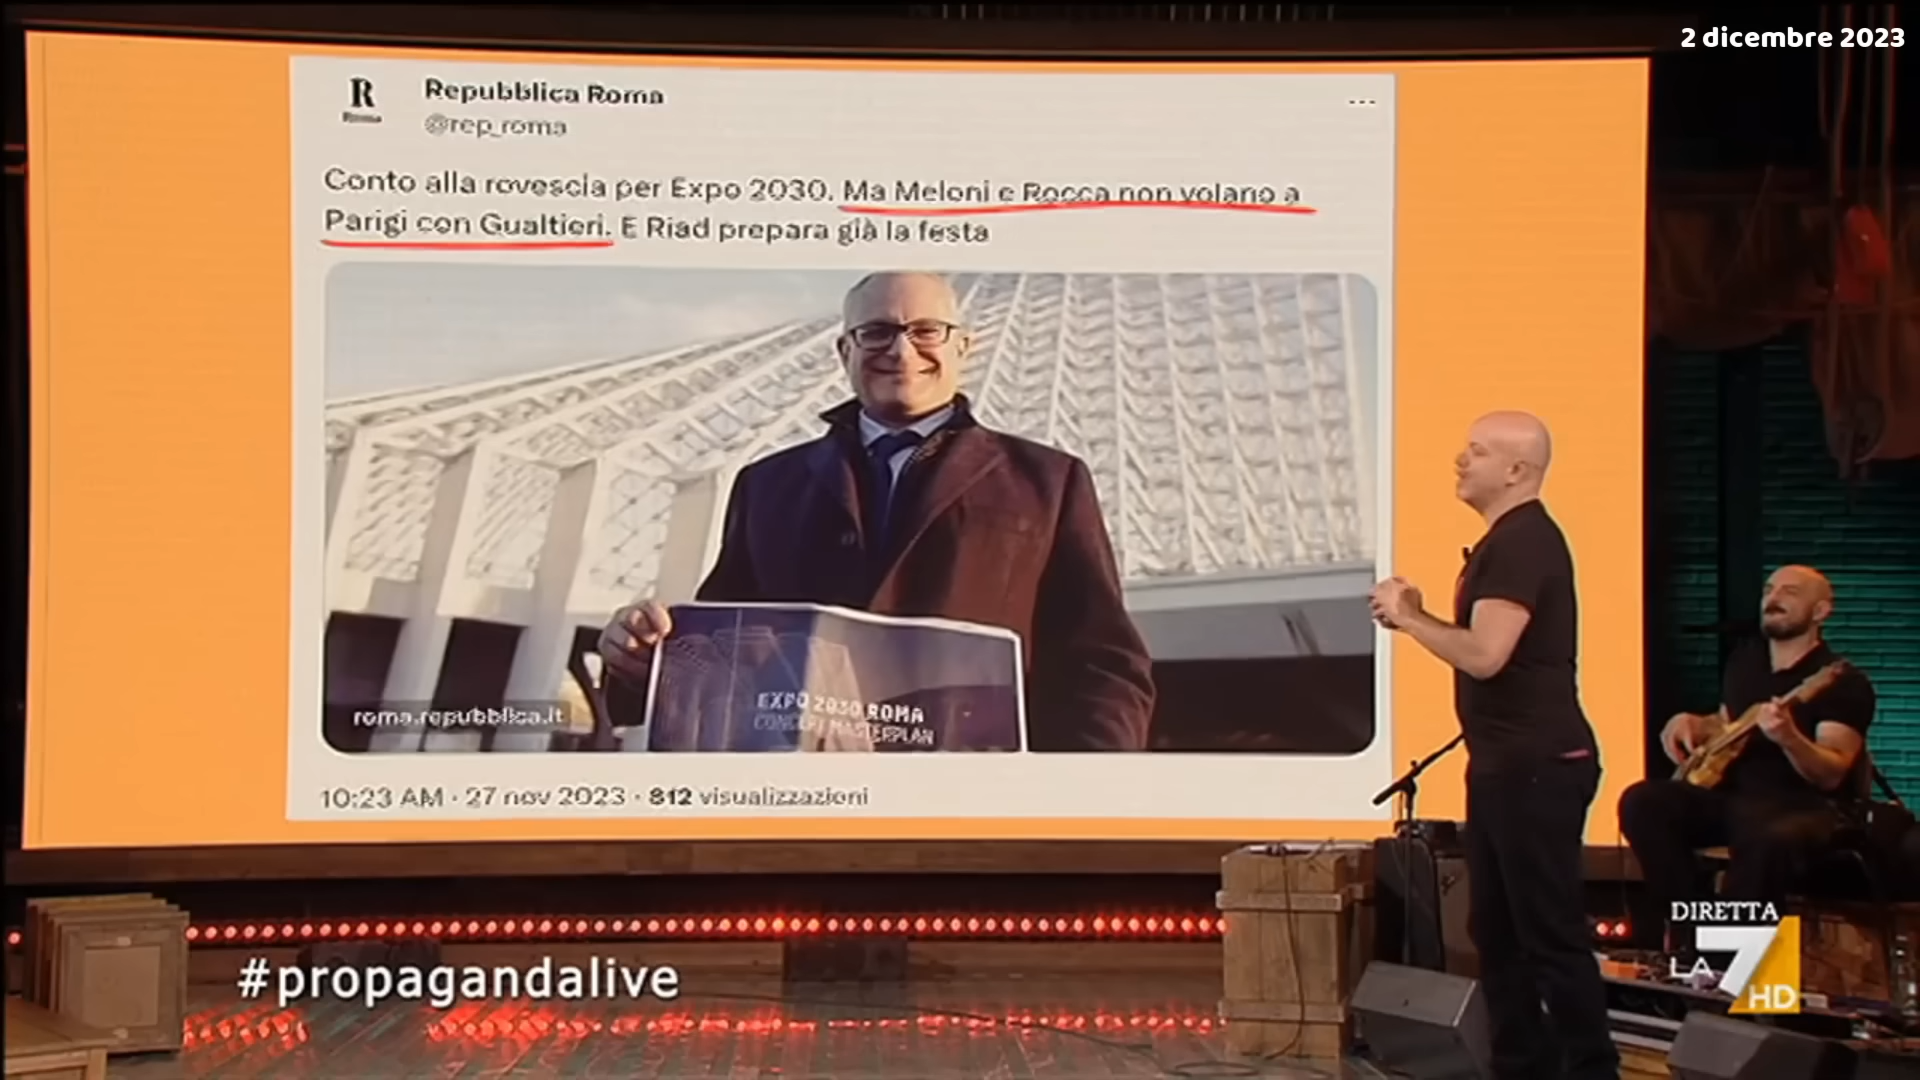 2 dicembre 2023
R
Roma
Repubblica Roma
@rep_roma
Conto alla rovescia per Expo 2030. Ma Meloni e Rocca non volano a
Parigi con Gualtieri. E Riad prepara già la festa
EXPO 2030 ROMA
CONCEPT MASTERPLAN
roma.repubblica.it
10:23 AM · 27 nov 2023 · 812 visualizzazioni
#propagandalive
DIRETTA
LA 7
HD